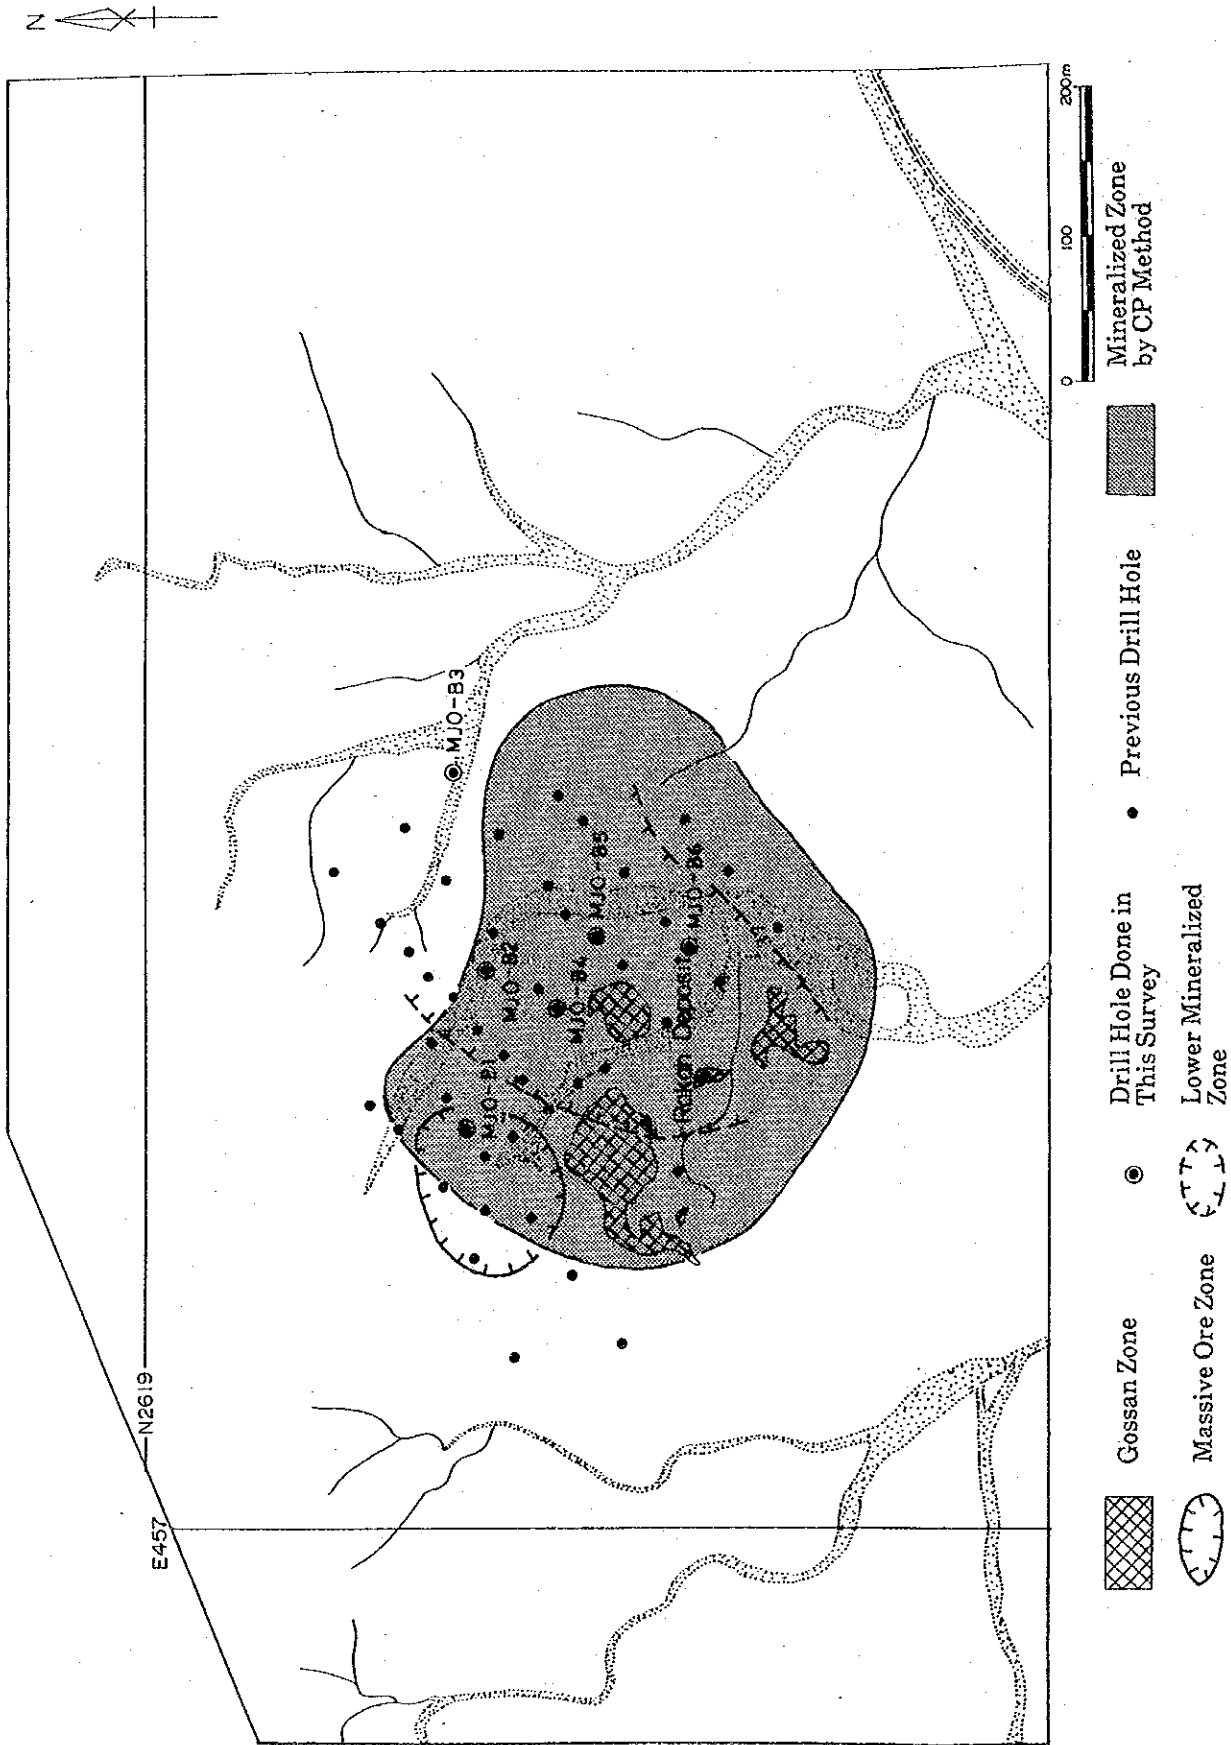 N
N2619
E457
MJO-B3
MJO-B2
MJO-B1
MJO-B4
MJO-B5
MJO-B6
Rakah Deposit
0 100 200m
Gossan Zone
Drill Hole Done in
This Survey
Previous Drill Hole
Mineralized Zone
by CP Method
Massive Ore Zone
Lower Mineralized
Zone